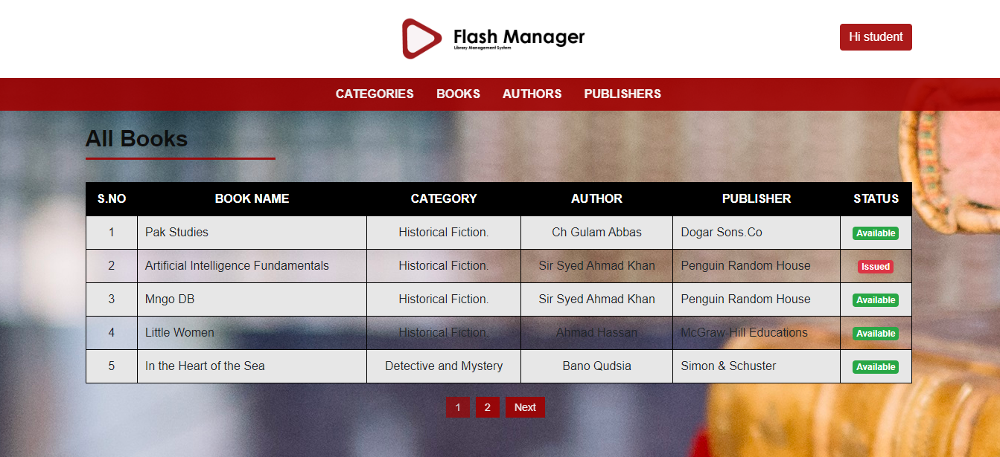 Flash Manager
Library Management System
Hi student
CATEGORIES BOOKS AUTHORS PUBLISHERS
All Books
S.NO BOOK NAME CATEGORY AUTHOR PUBLISHER STATUS
1 Pak Studies Historical Fiction. Ch Gulam Abbas Dogar Sons.Co Available
2 Artificial Intelligence Fundamentals Historical Fiction. Sir Syed Ahmad Khan Penguin Random House Issued
3 Mngo DB Historical Fiction. Sir Syed Ahmad Khan Penguin Random House Available
4 Little Women Historical Fiction. Ahmad Hassan McGraw-Hill Educations Available
5 In the Heart of the Sea Detective and Mystery Bano Qudsia Simon & Schuster Available
1 2 Next